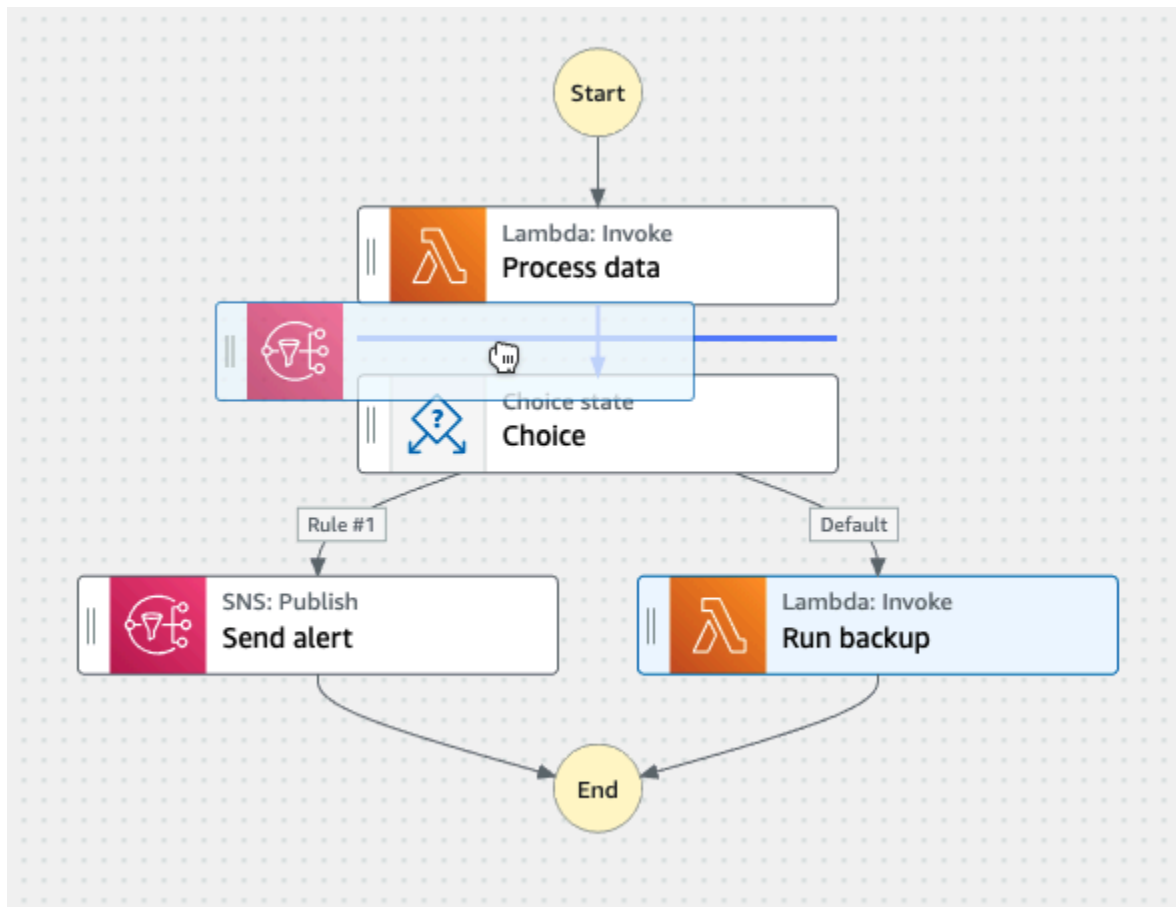 Start
Lambda: Invoke
Process data
Choice state
?
Choice
Rule #1
Default
SNS: Publish
Send alert
Lambda: Invoke
Run backup
End